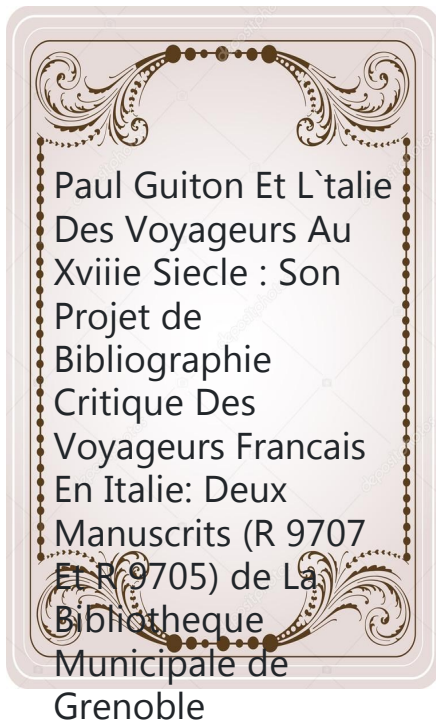 Paul Guiton Et L`talie
Des Voyageurs Au
Xviiie Siecle : Son
Projet de
Bibliographie
Critique Des
Voyageurs Francais
En Italie: Deux
Manuscrits (R 9707
Et R 9705) de La
Bibliotheque
Municipale de
Grenoble